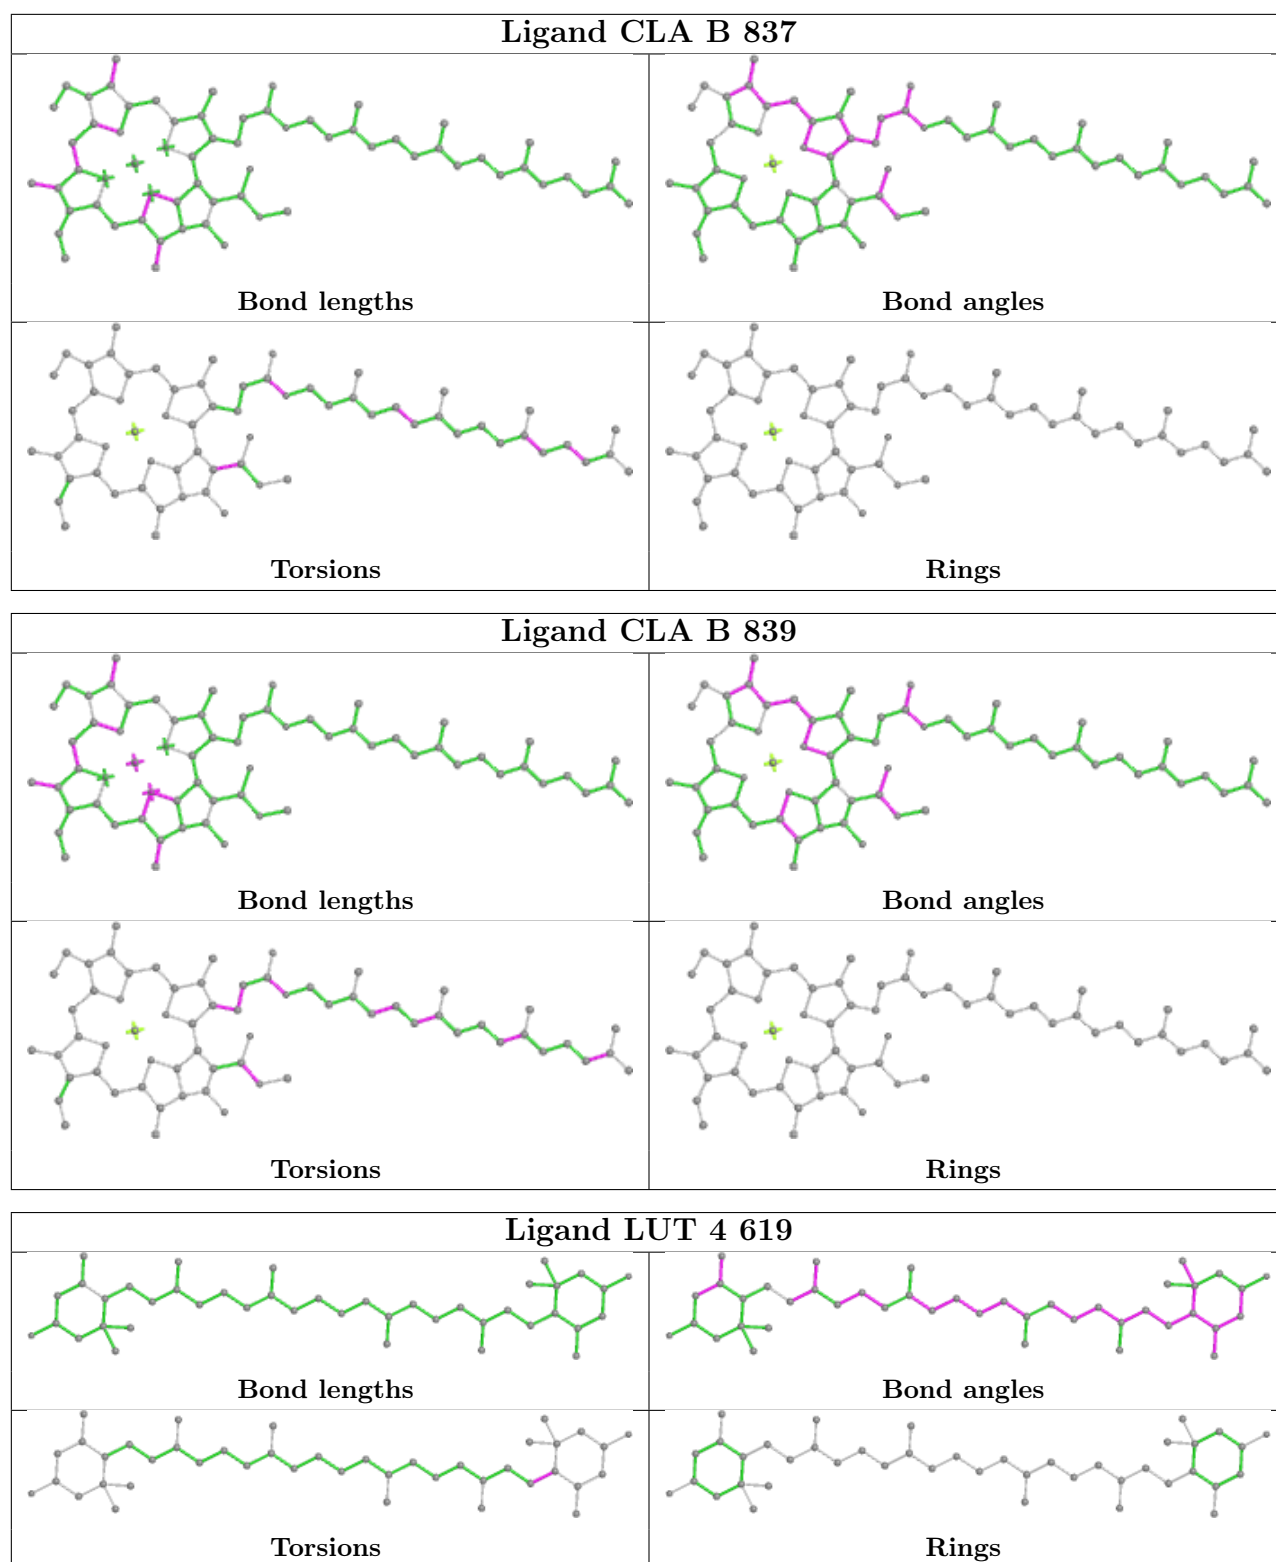 Ligand CLA B 837
Bond lengths
Bond angles
Torsions
Rings
Ligand CLA B 839
Bond lengths
Bond angles
Torsions
Rings
Ligand LUT 4 619
Bond lengths
Bond angles
Torsions
Rings